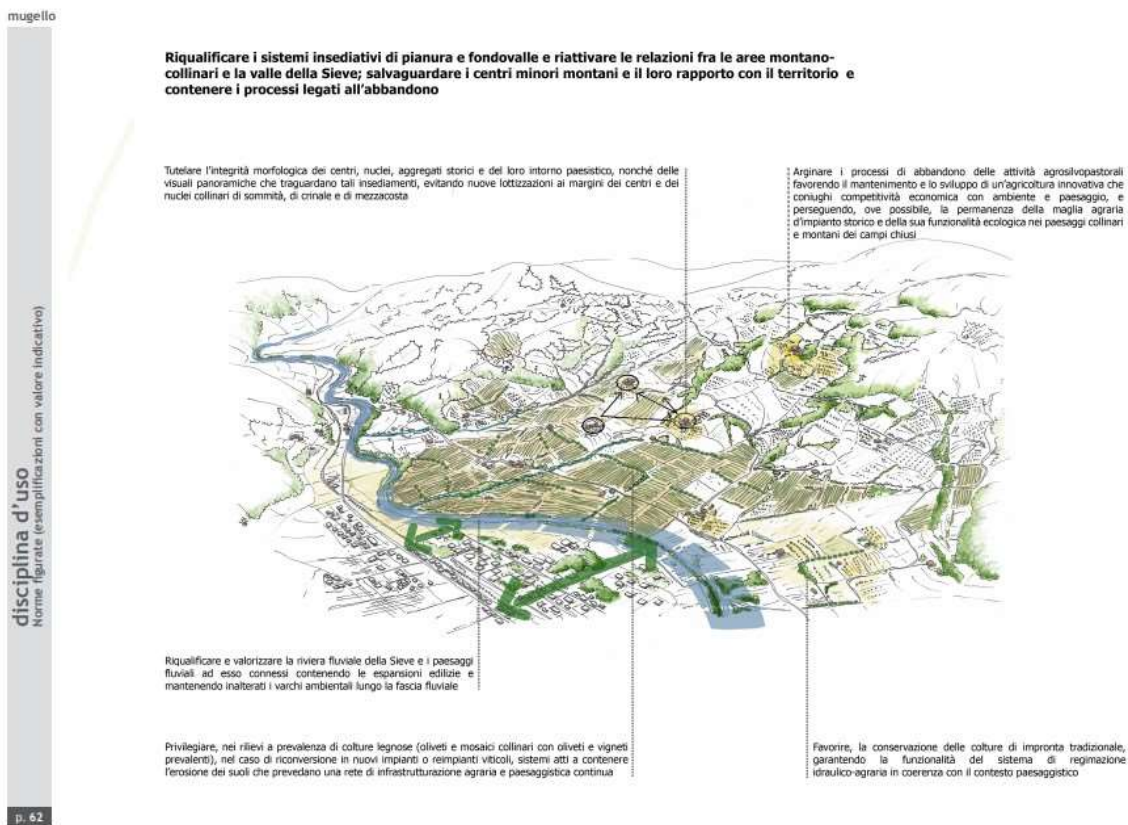 mugello
Riqualificare i sistemi insediativi di pianura e fondovalle e riattivare le relazioni fra le aree montano-
collinari e la valle della Sieve; salvaguardare i centri minori montani e il loro rapporto con il territorio e
contenere i processi legati all'abbandono
Tutelare l'integrità morfologica dei centri, nuclei, aggregati storici e del loro intorno paesistico, nonché delle
visuali panoramiche che traguardano tali insediamenti, evitando nuove lottizzazioni ai margini dei centri e dei
nuclei collinari di sommità, di crinale e di mezzacosta
Arginare i processi di abbandono delle attività agrosilvopastorali
favorendo il mantenimento e lo sviluppo di un'agricoltura innovativa che
coniughi competitività economica con ambiente e paesaggio, e
perseguendo, ove possibile, la permanenza della maglia agraria
d'impianto storico e della sua funzionalità ecologica nei paesaggi collinari
e montani dei campi chiusi
disciplina d'uso
Norme figurate (esemplificazioni con valore indicativo)
Riqualificare e valorizzare la riviera fluviale della Sieve e i paesaggi
fluviali ad esso connessi contenendo le espansioni edilizie e
mantenendo inalterati i varchi ambientali lungo la fascia fluviale
Privilegiare, nei rilievi a prevalenza di colture legnose (oliveti e mosaici collinari con oliveti e vigneti
prevalenti), nel caso di riconversione in nuovi impianti o reimpianti viticoli, sistemi atti a contenere
l'erosione dei suoli che prevedano una rete di infrastrutturazione agraria e paesaggistica continua
Favorire, la conservazione delle colture di impronta tradizionale,
garantendo la funzionalità del sistema di regimazione
idraulico-agraria in coerenza con il contesto paesaggistico
p. 62